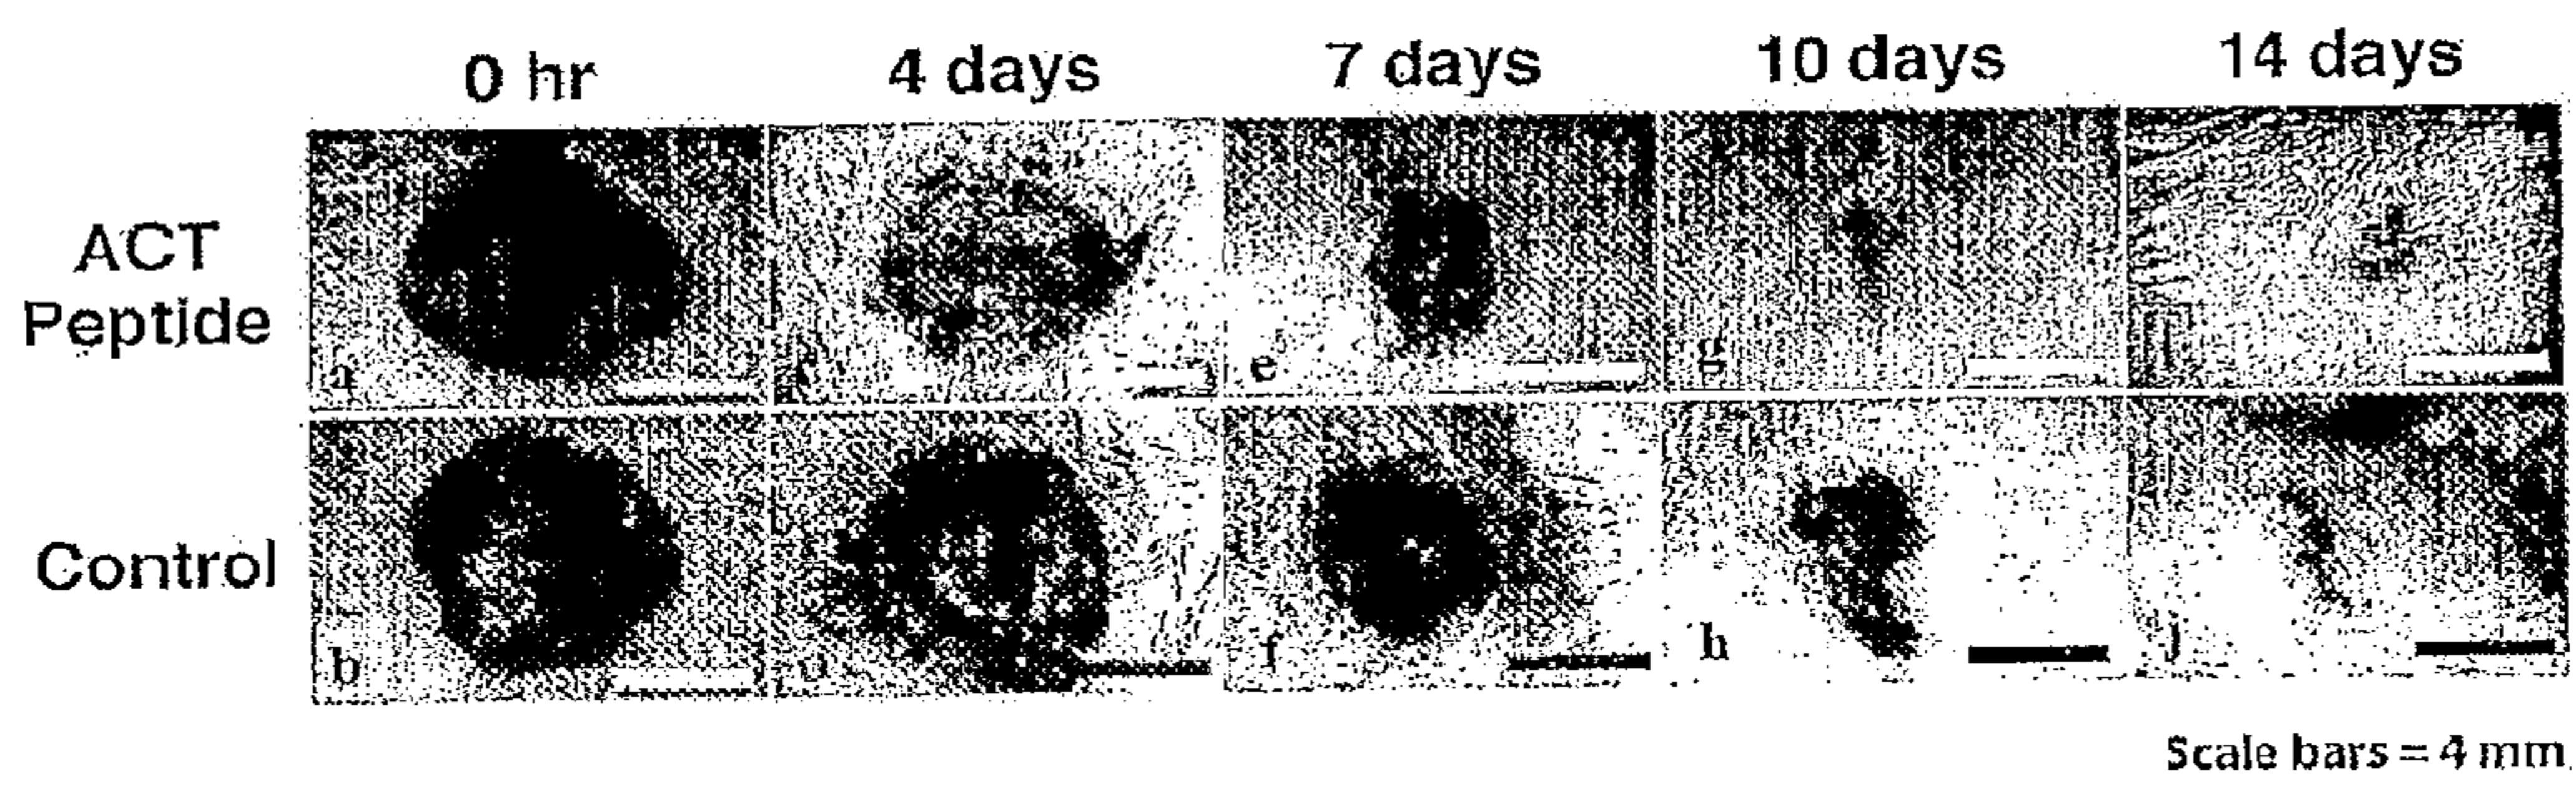 0 hr 4 days 7 days 10 days 14 days
ACT
Peptide
a e g
Control
b f h j
Scale bars = 4 mm